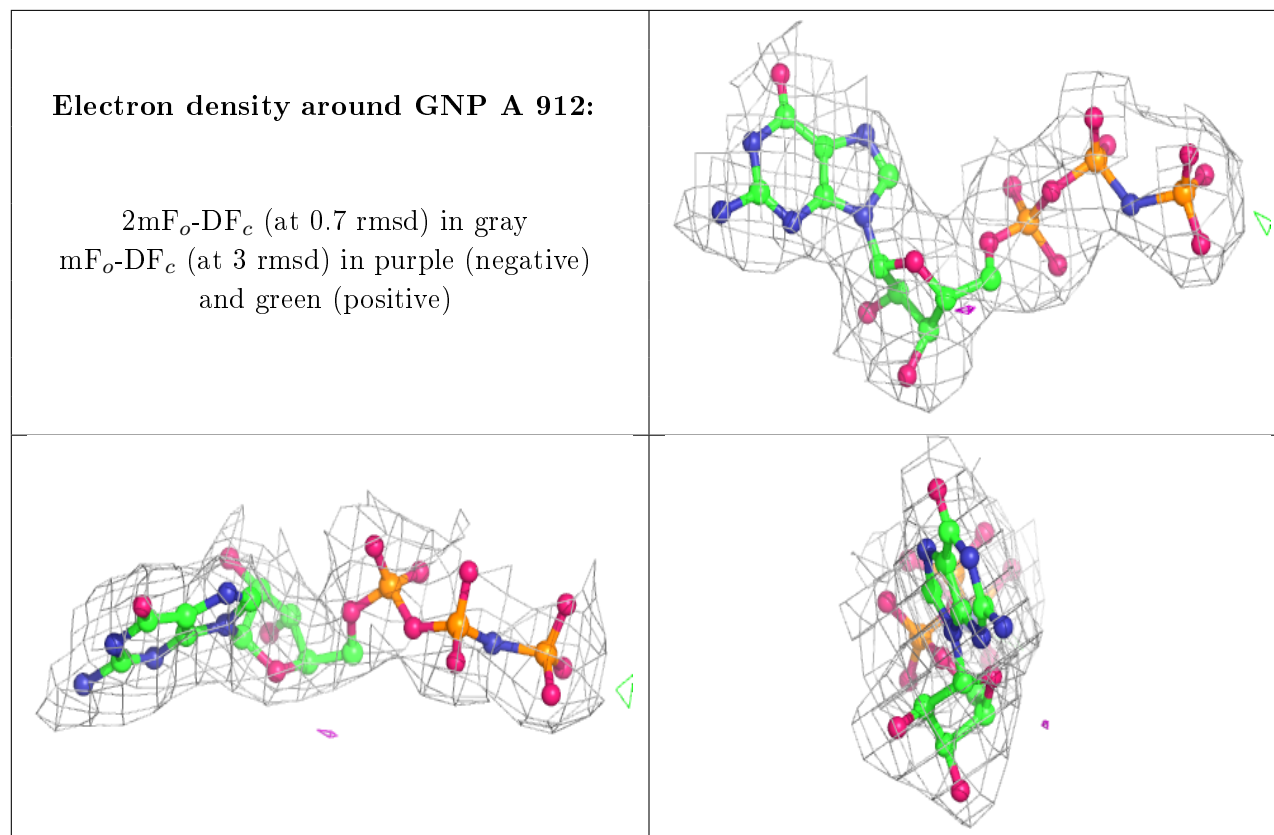 Electron density around GNP A 912:
2mFₒ-DF𝑐 (at 0.7 rmsd) in gray
mFₒ-DF𝑐 (at 3 rmsd) in purple (negative)
and green (positive)